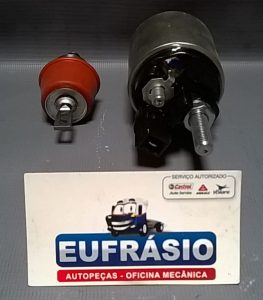 SERVIÇO AUTORIZADO
Castrol
EUFRÁSIO
AUTOPEÇAS - OFICINA MECÂNICA